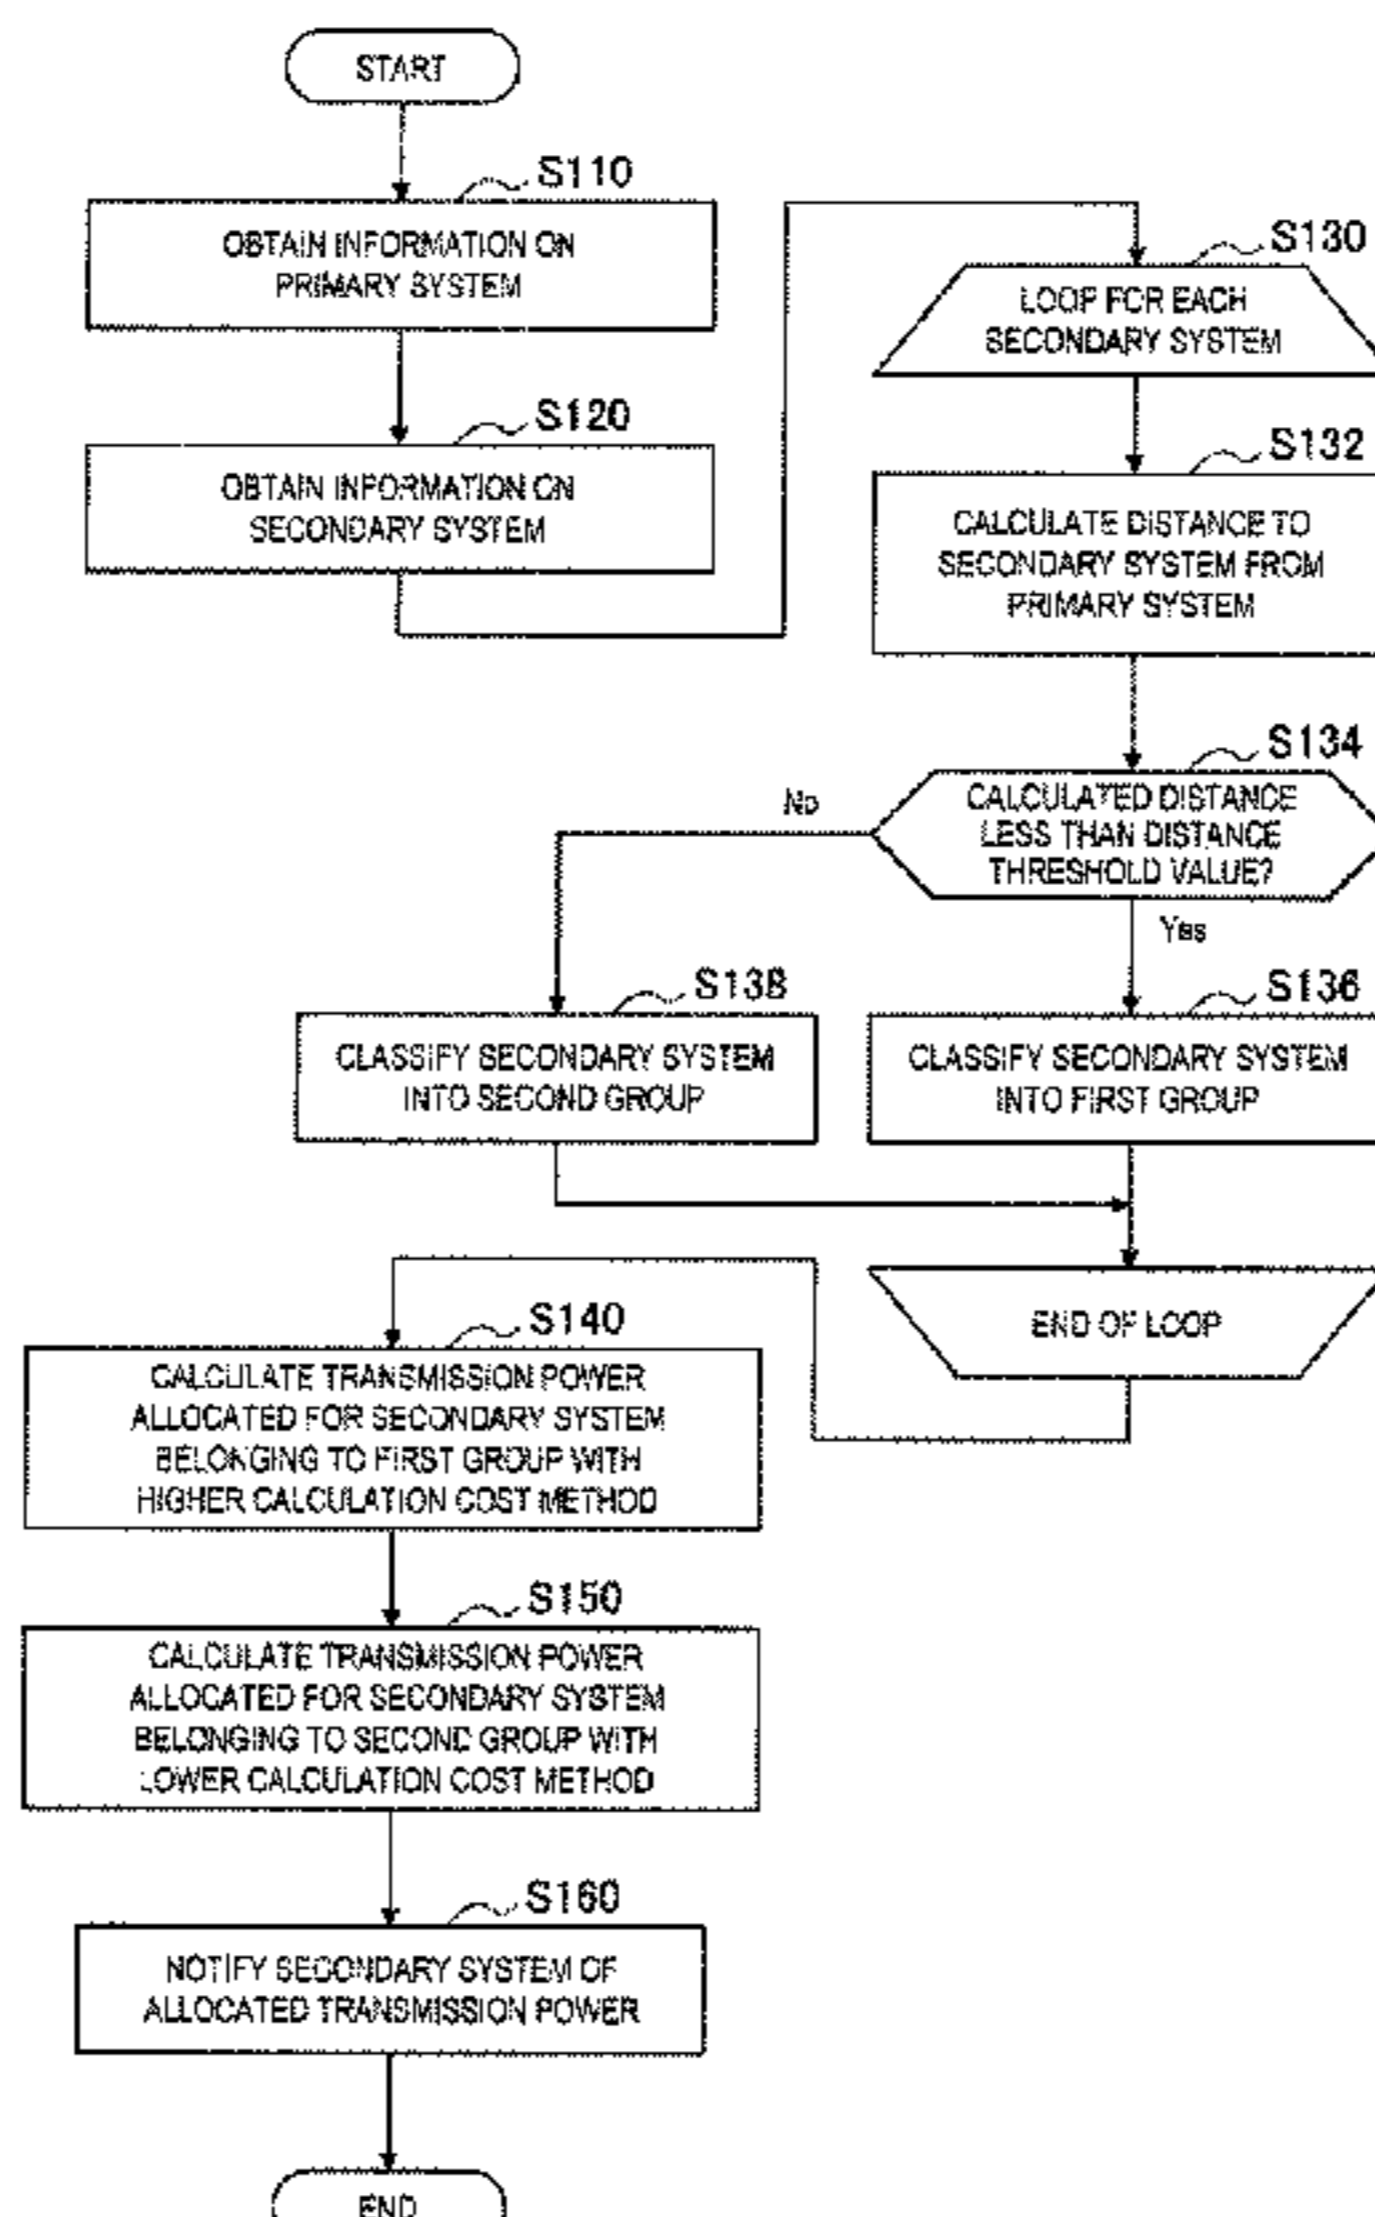 START
S110
OBTAIN INFORMATION ON
PRIMARY SYSTEM
S120
OBTAIN INFORMATION ON
SECONDARY SYSTEM
S130
LOOP FOR EACH
SECONDARY SYSTEM
S132
CALCULATE DISTANCE TO
SECONDARY SYSTEM FROM
PRIMARY SYSTEM
S134
CALCULATED DISTANCE
LESS THAN DISTANCE
THRESHOLD VALUE?
No
Yes
S138
CLASSIFY SECONDARY SYSTEM
INTO SECOND GROUP
S136
CLASSIFY SECONDARY SYSTEM
INTO FIRST GROUP
END OF LOOP
S140
CALCULATE TRANSMISSION POWER
ALLOCATED FOR SECONDARY SYSTEM
BELONGING TO FIRST GROUP WITH
HIGHER CALCULATION COST METHOD
S150
CALCULATE TRANSMISSION POWER
ALLOCATED FOR SECONDARY SYSTEM
BELONGING TO SECOND GROUP WITH
LOWER CALCULATION COST METHOD
S160
NOTIFY SECONDARY SYSTEM OF
ALLOCATED TRANSMISSION POWER
END